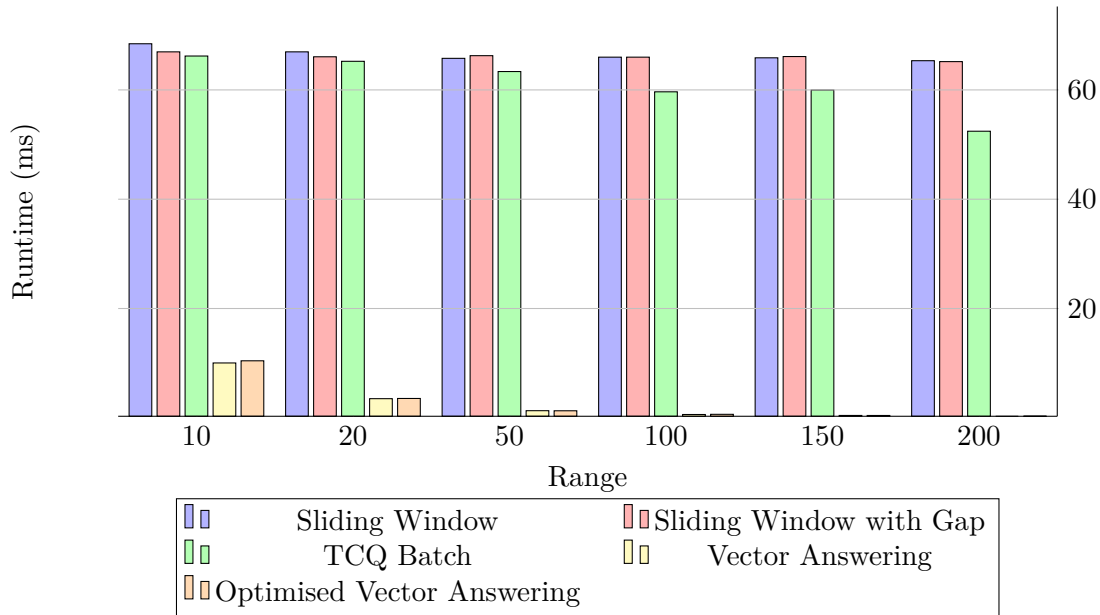 60
40
20
Runtime (ms)
10 20 50 100 150 200
Range
Sliding Window Sliding Window with Gap
TCQ Batch Vector Answering
Optimised Vector Answering